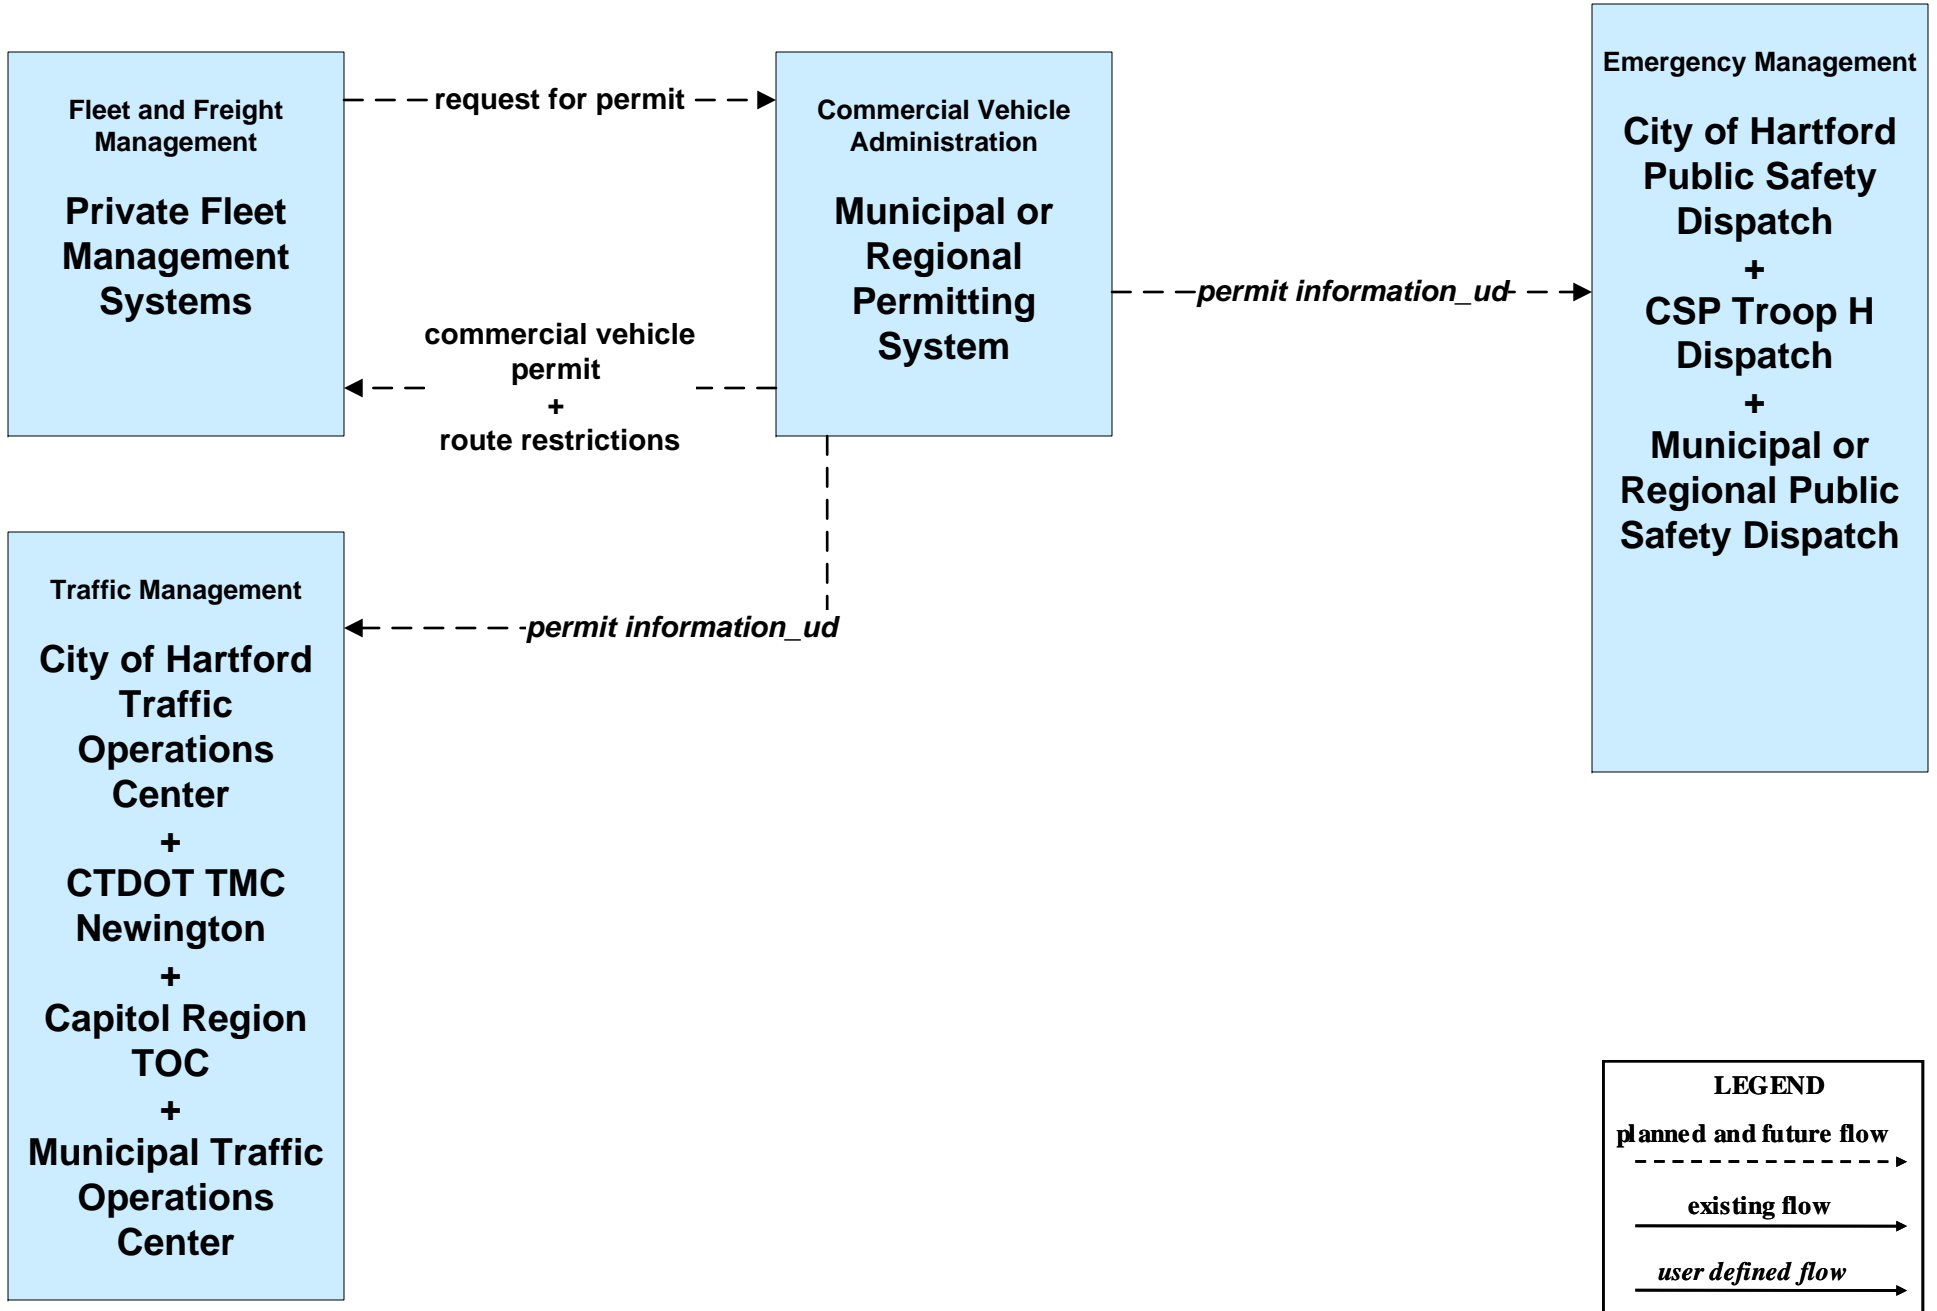 Fleet and Freight
Management
Private Fleet
Management
Systems
request for permit
Commercial Vehicle
Administration
Municipal or
Regional
Permitting
System
commercial vehicle
permit
+
route restrictions
permit information_ud
Emergency Management
City of Hartford
Public Safety
Dispatch
+
CSP Troop H
Dispatch
+
Municipal or
Regional Public
Safety Dispatch
Traffic Management
City of Hartford
Traffic
Operations
Center
+
CTDOT TMC
Newington
+
Capitol Region
TOC
+
Municipal Traffic
Operations
Center
permit information_ud
LEGEND
planned and future flow
existing flow
user defined flow